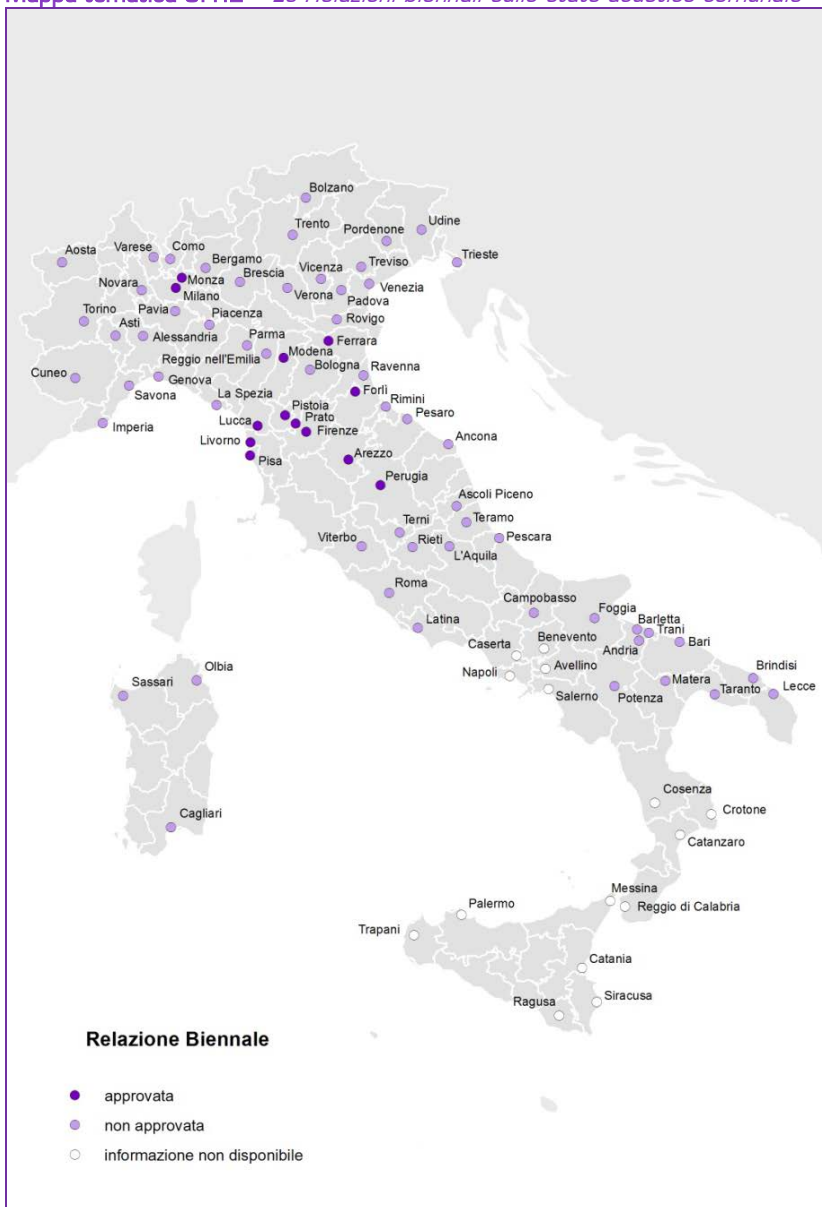 Mappa tematica 8.1.2 – Le Relazioni biennali sullo stato acustico comunale
Bolzano
Trento
Pordenone
Udine
Aosta
Varese
Como
Bergamo
Vicenza
Treviso
Trieste
Novara
Monza
Brescia
Milano
Verona
Padova
Venezia
Torino
Pavia
Piacenza
Rovigo
Asti
Alessandria
Parma
Ferrara
Reggio nell'Emilia
Modena
Bologna
Ravenna
Cuneo
Genova
Savona
La Spezia
Forlì
Rimini
Imperia
Lucca
Pistoia
Prato
Pesaro
Firenze
Livorno
Ancona
Pisa
Arezzo
Perugia
Ascoli Piceno
Terni
Teramo
Viterbo
Rieti
L'Aquila
Pescara
Roma
Campobasso
Foggia
Latina
Barletta
Trani
Caserta
Benevento
Andria
Bari
Napoli
Avellino
Olbia
Sassari
Salerno
Potenza
Matera
Taranto
Brindisi
Lecce
Cagliari
Cosenza
Crotone
Catanzaro
Messina
Palermo
Reggio di Calabria
Trapani
Catania
Ragusa
Siracusa
Relazione Biennale
approvata
non approvata
informazione non disponibile